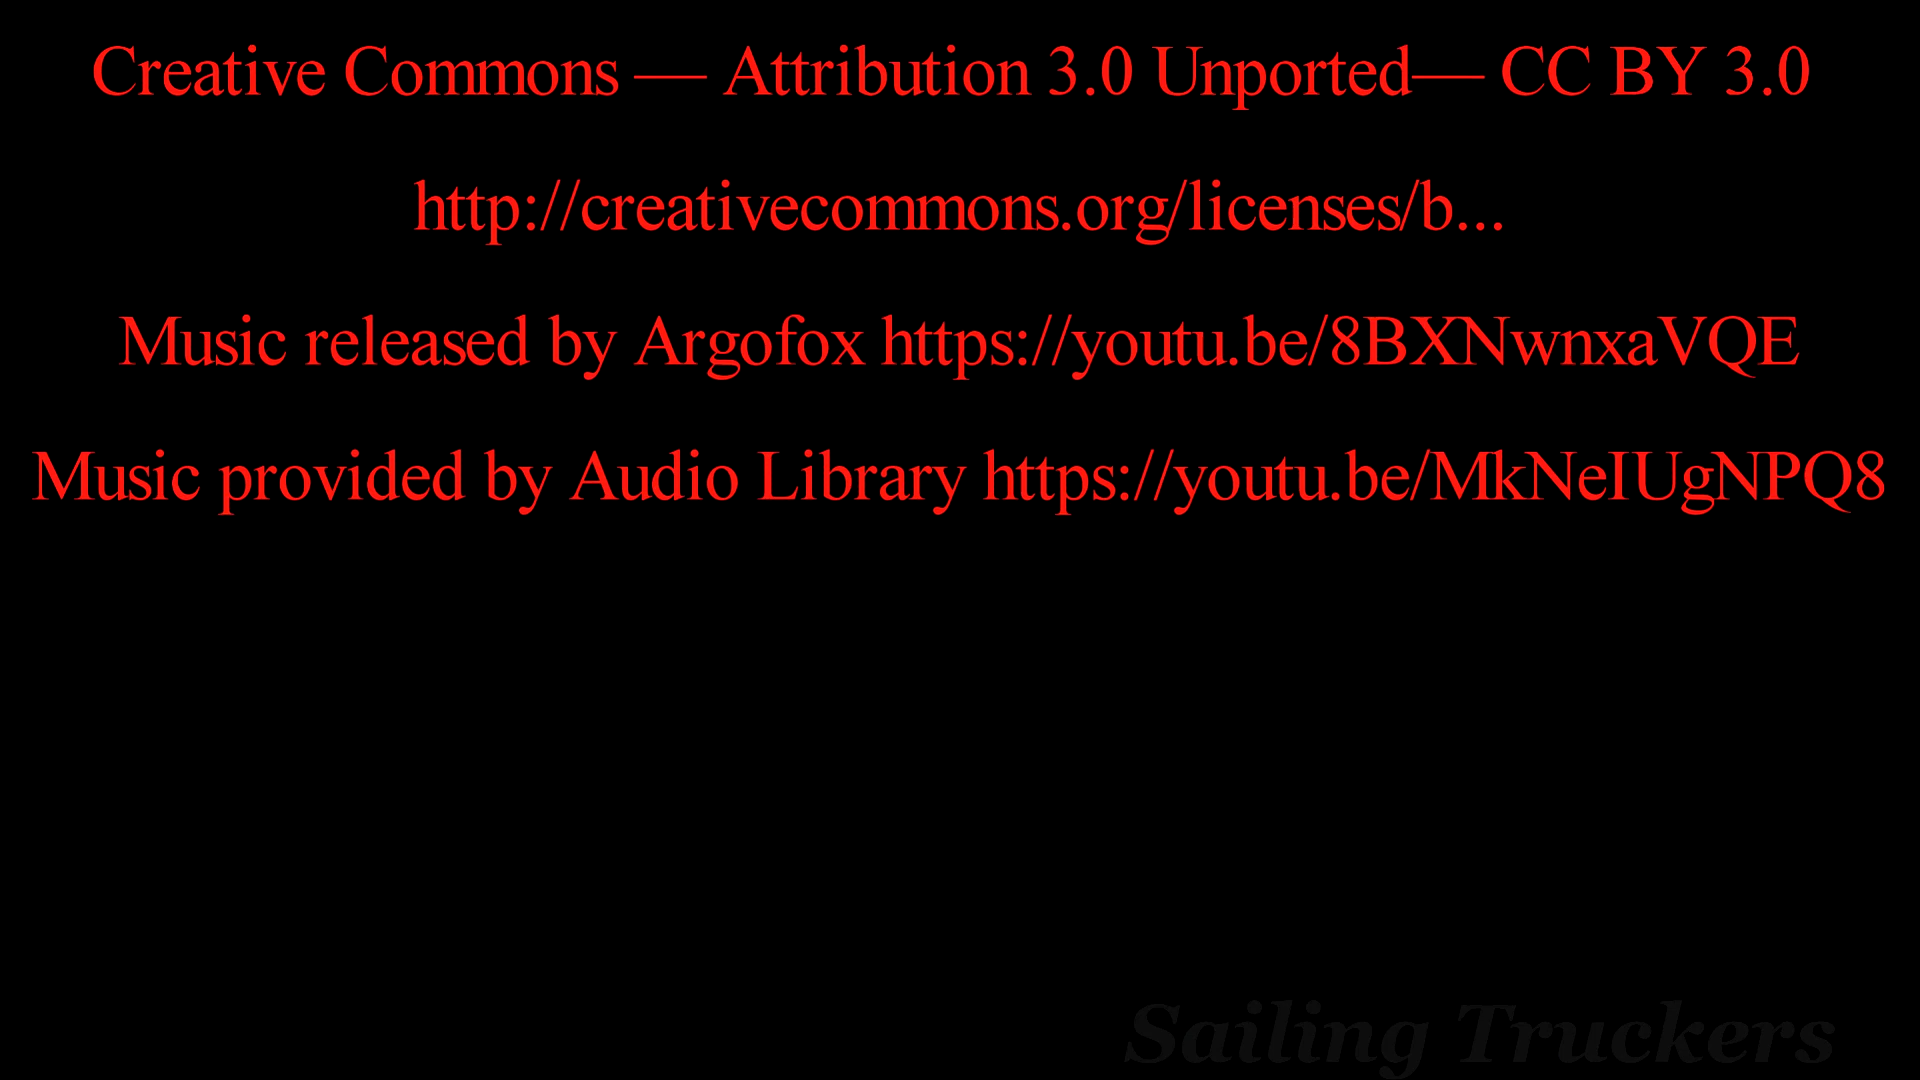 Creative Commons — Attribution 3.0 Unported— CC BY 3.0
http://creativecommons.org/licenses/b...
Music released by Argofox https://youtu.be/8BXNwnxaVQE
Music provided by Audio Library https://youtu.be/MkNeIUgNPQ8
Sailing Truckers